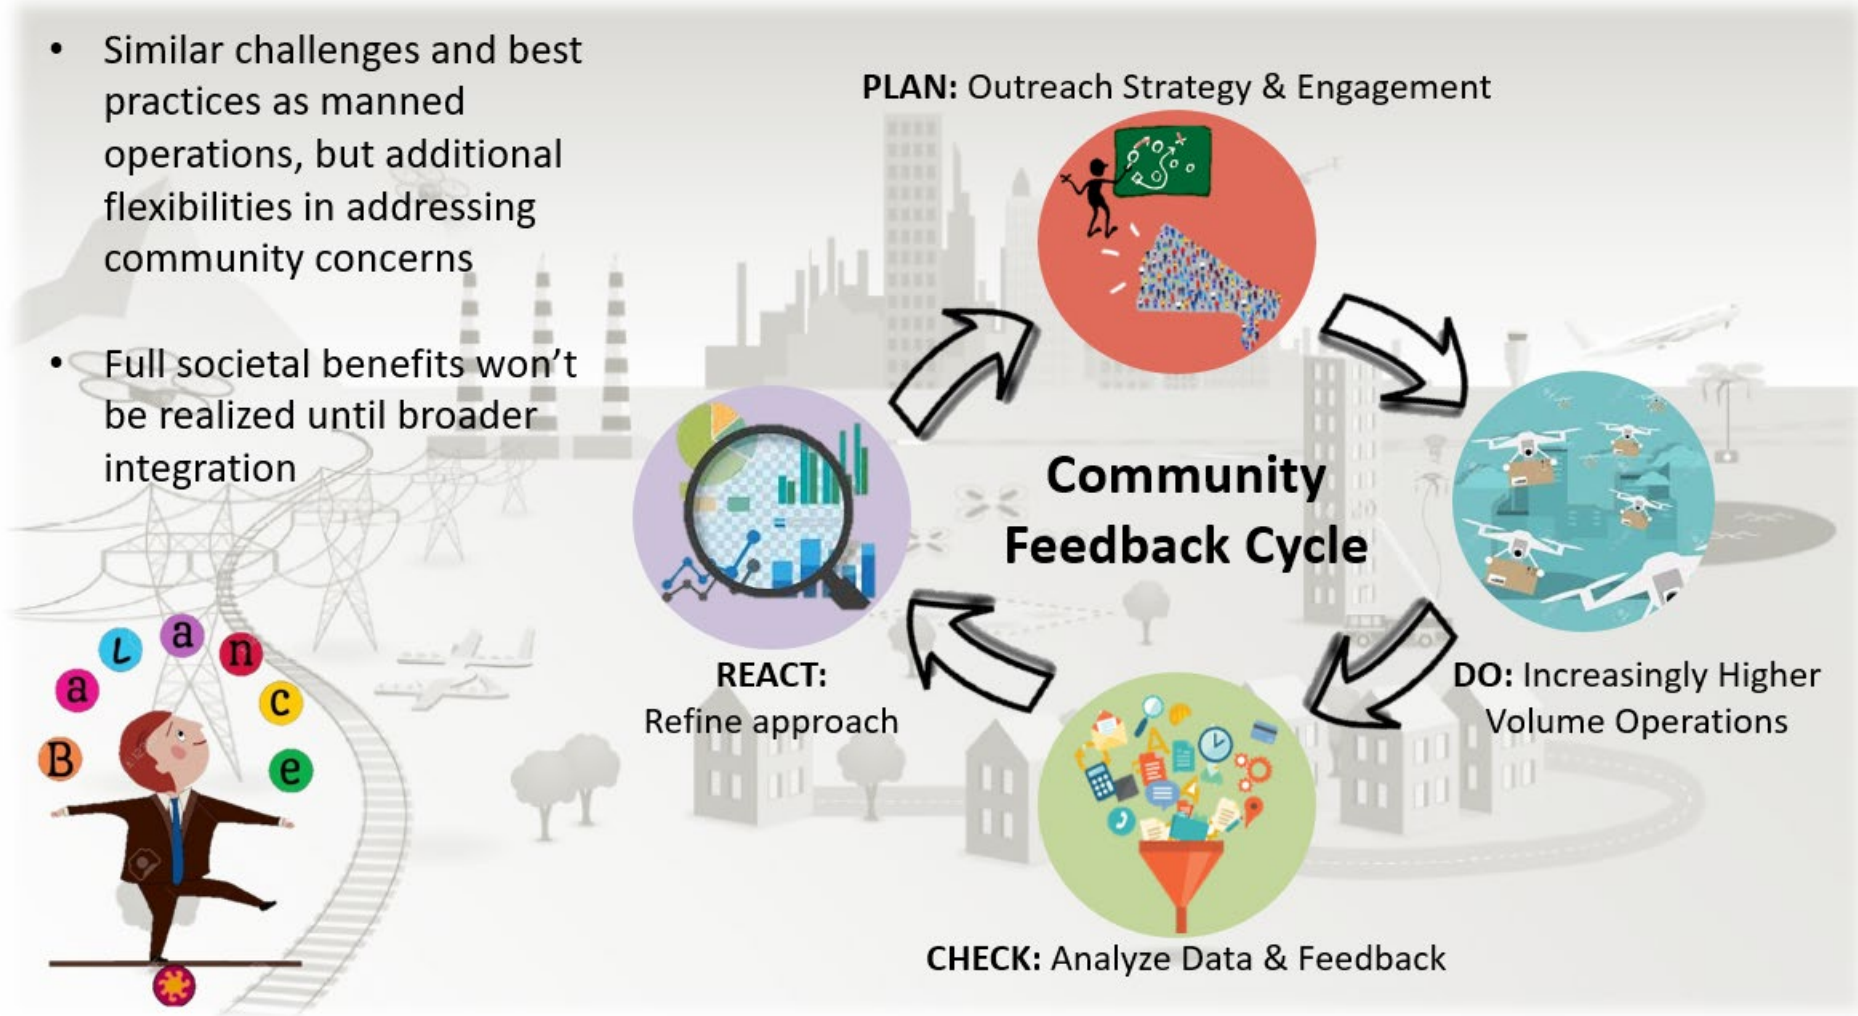 • Similar challenges and best
practices as manned
operations, but additional
flexibilities in addressing
community concerns
• Full societal benefits won't
be realized until broader
integration
BaLance
PLAN: Outreach Strategy & Engagement
Community
Feedback Cycle
DO: Increasingly Higher
Volume Operations
CHECK: Analyze Data & Feedback
REACT:
Refine approach